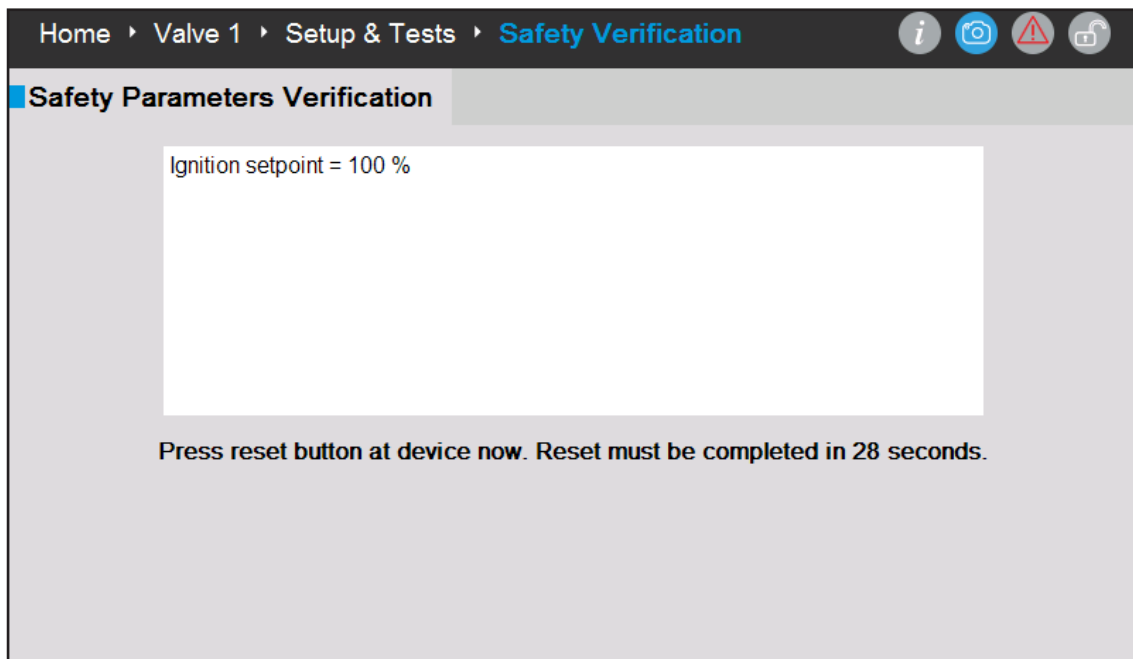 Home ‣ Valve 1 ‣ Setup & Tests ‣ Safety Verification
Safety Parameters Verification
Ignition setpoint = 100 %
Press reset button at device now. Reset must be completed in 28 seconds.